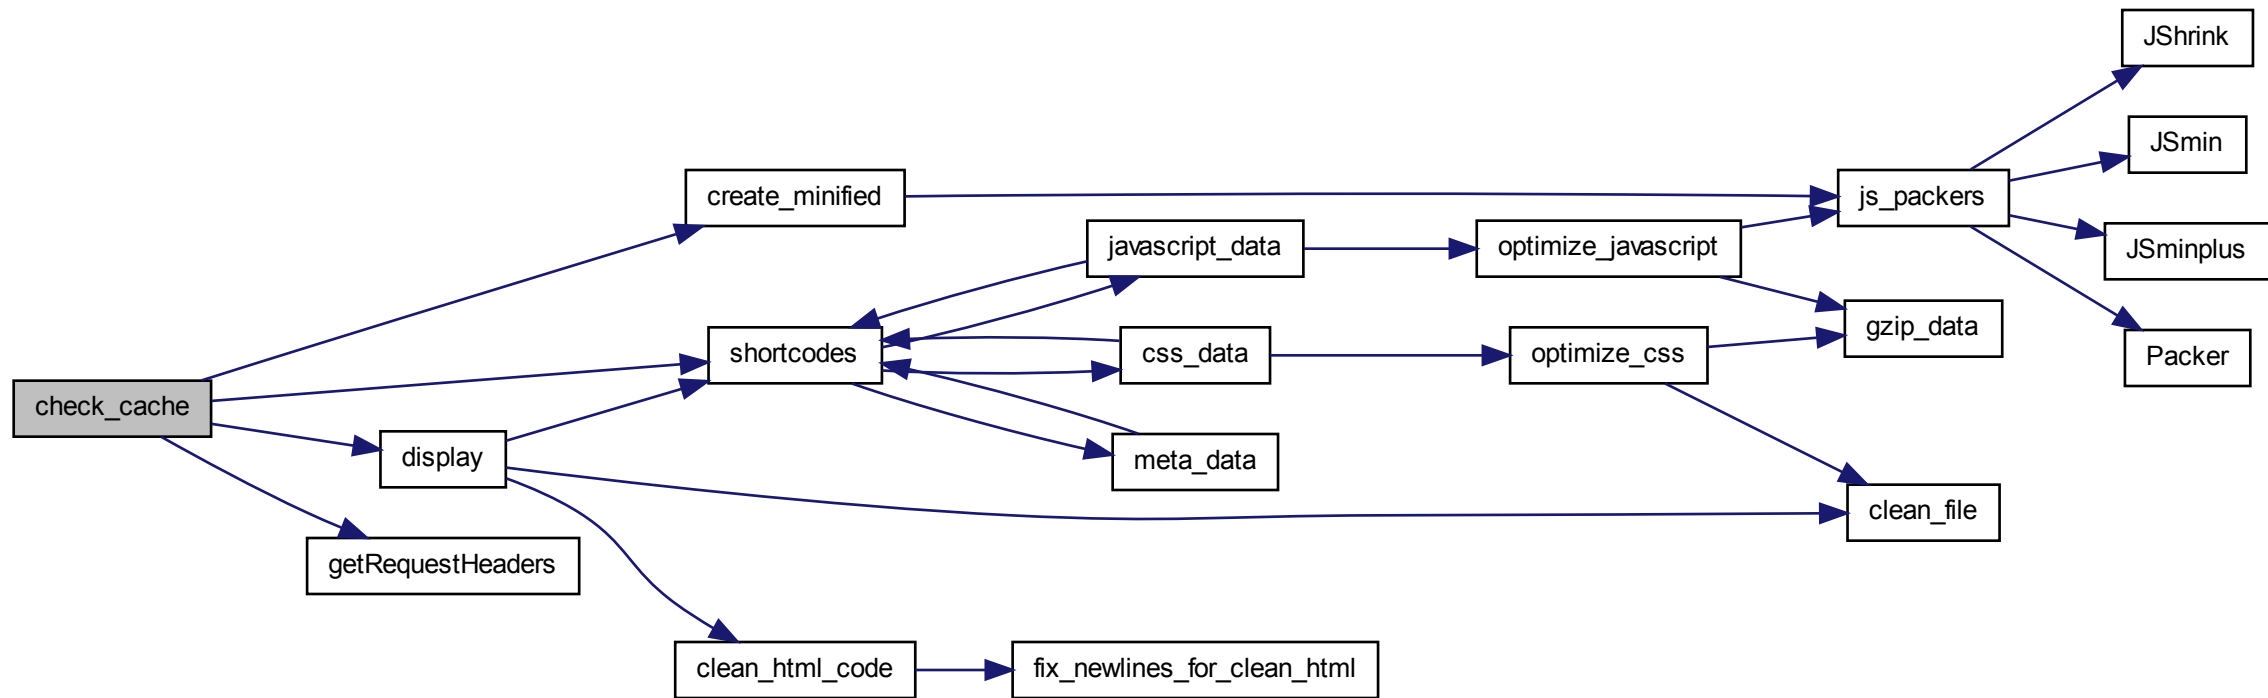 JShrink
JSmin
create_minified
js_packers
javascript_data
optimize_javascript
JSminplus
gzip_data
shortcodes
css_data
optimize_css
Packer
check_cache
display
meta_data
clean_file
getRequestHeaders
clean_html_code
fix_newlines_for_clean_html